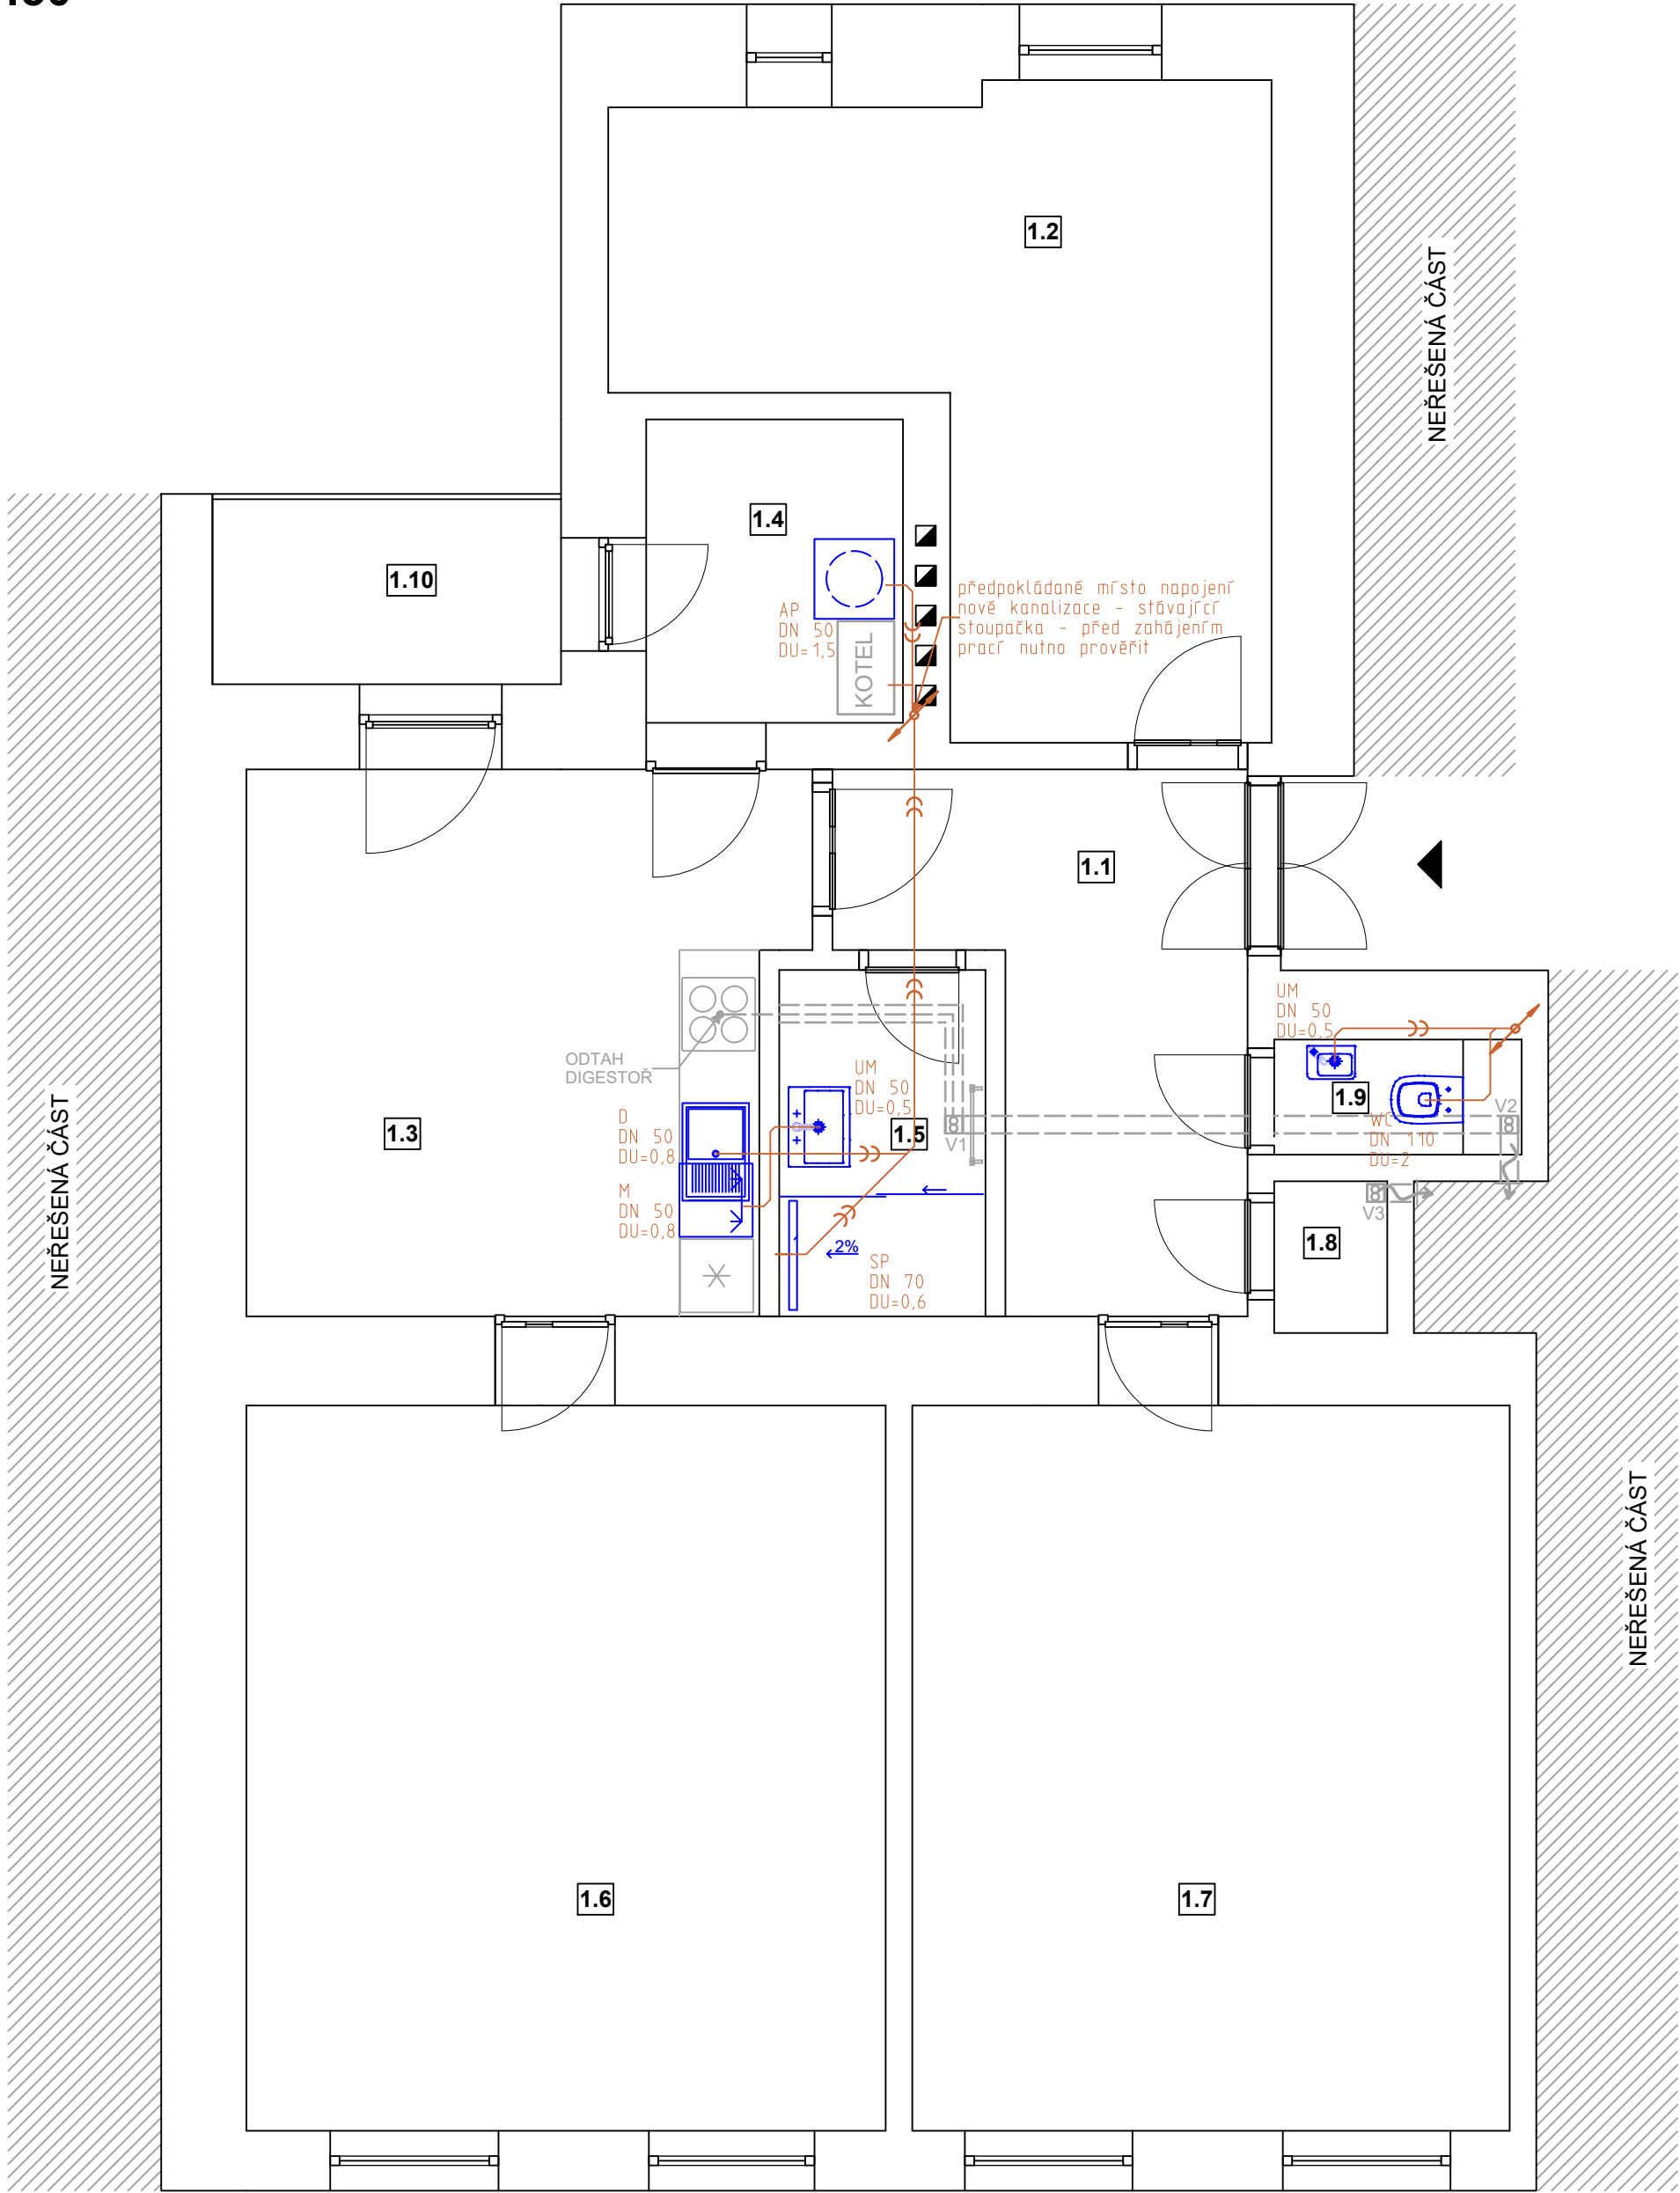 1.2
NEŘEŠENÁ ČÁST
1.4
1.10
předpokládané místo napojení
nové kanalizace - stávající
stoupačka - před zahájením
prací nutno prověřit
AP
DN 50
DU=1,5
KOTEL
1.1
UM
DN 50
DU=0,5
ODTAH
DIGESTOŘ
UM
DN 50
DU=0,5
1.9
V2
8
NEŘEŠENÁ ČÁST
1.3
D
DN 50
DU=0,8
1.5
8
V1
WC
DN 110
DU=2
M
DN 50
DU=0,8
8
V3
2%
1.8
SP
DN 70
DU=0,6
NEŘEŠENÁ ČÁST
1.6
1.7